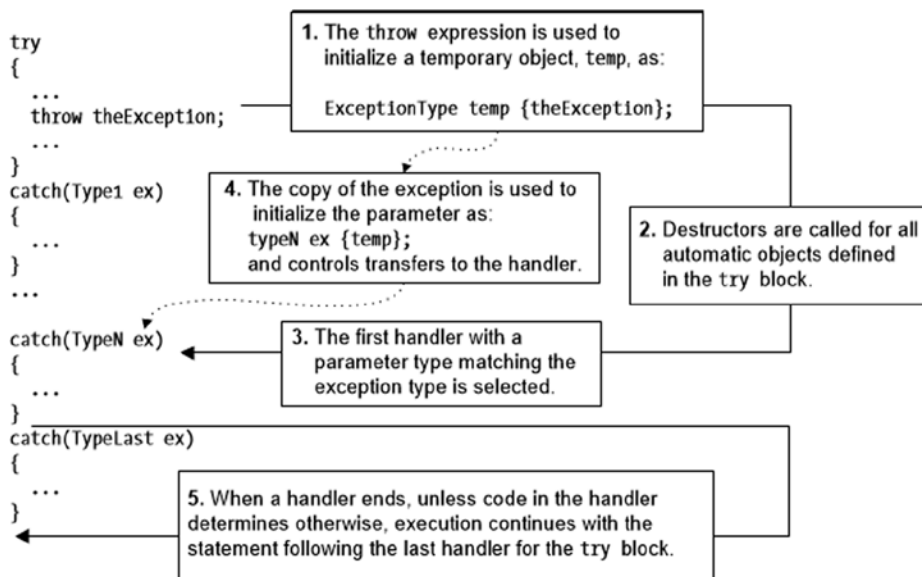 try
{
...
throw theException;
...
}
catch(Type1 ex)
{
...
}
...
catch(TypeN ex)
{
...
}
catch(TypeLast ex)
{
...
}
1. The throw expression is used to
initialize a temporary object, temp, as:
ExceptionType temp {theException};
2. Destructors are called for all
automatic objects defined
in the try block.
3. The first handler with a
parameter type matching the
exception type is selected.
4. The copy of the exception is used to
initialize the parameter as:
typeN ex {temp};
and controls transfers to the handler.
5. When a handler ends, unless code in the handler
determines otherwise, execution continues with the
statement following the last handler for the try block.